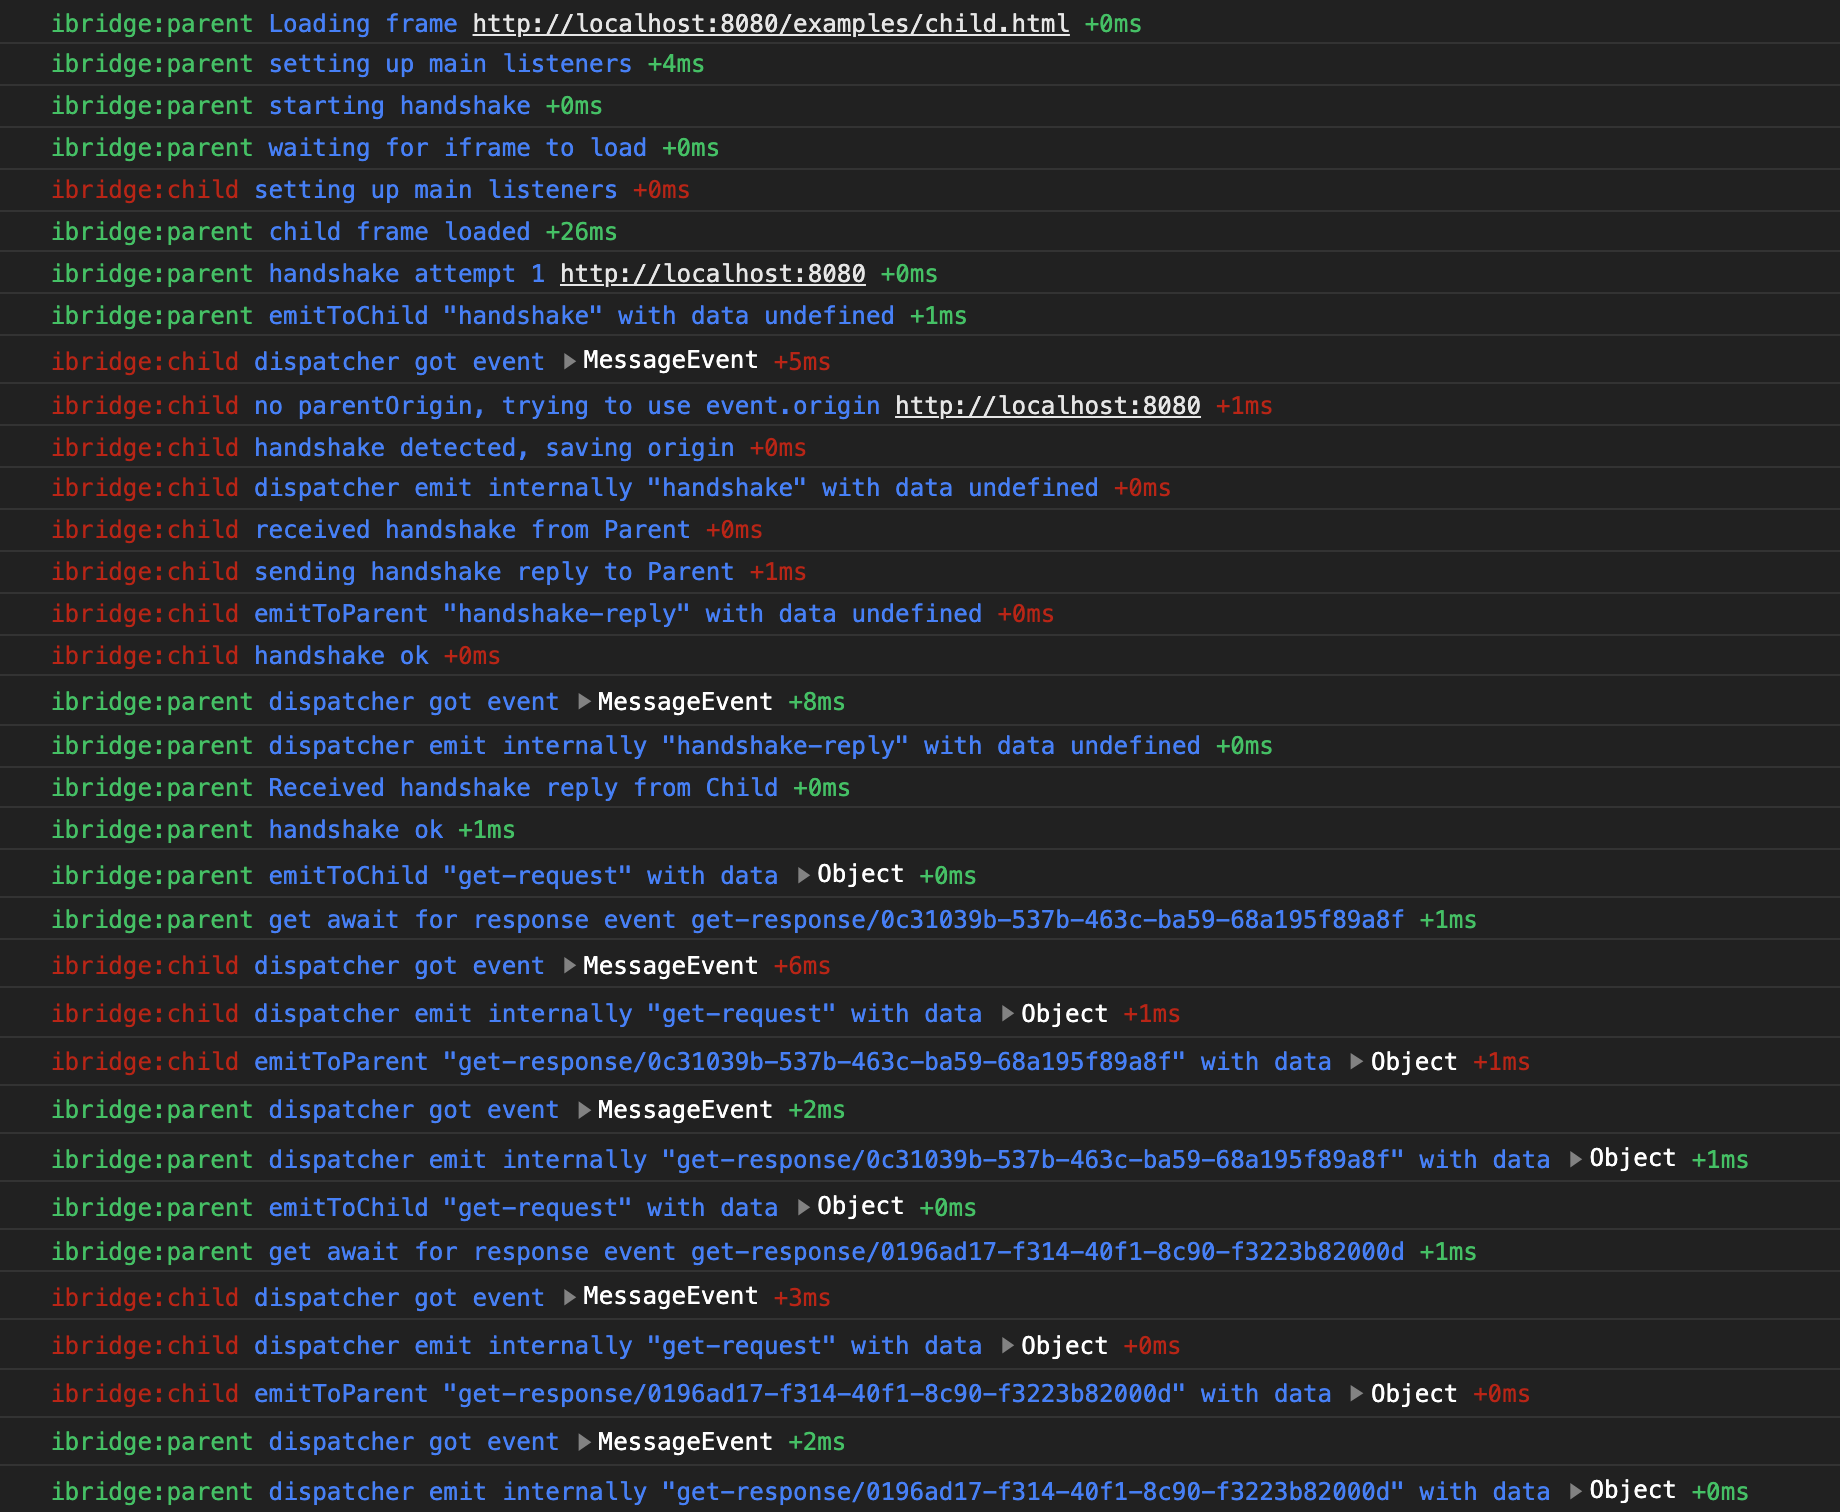 ibridge:parent Loading frame http://localhost:8080/examples/child.html +0ms
ibridge:parent setting up main listeners +4ms
ibridge:parent starting handshake +0ms
ibridge:parent waiting for iframe to load +0ms
ibridge:child setting up main listeners +0ms
ibridge:parent child frame loaded +26ms
ibridge:parent handshake attempt 1 http://localhost:8080 +0ms
ibridge:parent emitToChild "handshake" with data undefined +1ms
ibridge:child dispatcher got event ▶MessageEvent +5ms
ibridge:child no parentOrigin, trying to use event.origin http://localhost:8080 +1ms
ibridge:child handshake detected, saving origin +0ms
ibridge:child dispatcher emit internally "handshake" with data undefined +0ms
ibridge:child received handshake from Parent +0ms
ibridge:child sending handshake reply to Parent +1ms
ibridge:child emitToParent "handshake-reply" with data undefined +0ms
ibridge:child handshake ok +0ms
ibridge:parent dispatcher got event ▶MessageEvent +8ms
ibridge:parent dispatcher emit internally "handshake-reply" with data undefined +0ms
ibridge:parent Received handshake reply from Child +0ms
ibridge:parent handshake ok +1ms
ibridge:parent emitToChild "get-request" with data ▶Object +0ms
ibridge:parent get await for response event get-response/0c31039b-537b-463c-ba59-68a195f89a8f +1ms
ibridge:child dispatcher got event ▶MessageEvent +6ms
ibridge:child dispatcher emit internally "get-request" with data ▶Object +1ms
ibridge:child emitToParent "get-response/0c31039b-537b-463c-ba59-68a195f89a8f" with data ▶Object +1ms
ibridge:parent dispatcher got event ▶MessageEvent +2ms
ibridge:parent dispatcher emit internally "get-response/0c31039b-537b-463c-ba59-68a195f89a8f" with data ▶Object +1ms
ibridge:parent emitToChild "get-request" with data ▶Object +0ms
ibridge:parent get await for response event get-response/0196ad17-f314-40f1-8c90-f3223b82000d +1ms
ibridge:child dispatcher got event ▶MessageEvent +3ms
ibridge:child dispatcher emit internally "get-request" with data ▶Object +0ms
ibridge:child emitToParent "get-response/0196ad17-f314-40f1-8c90-f3223b82000d" with data ▶Object +0ms
ibridge:parent dispatcher got event ▶MessageEvent +2ms
ibridge:parent dispatcher emit internally "get-response/0196ad17-f314-40f1-8c90-f3223b82000d" with data ▶Object +0ms